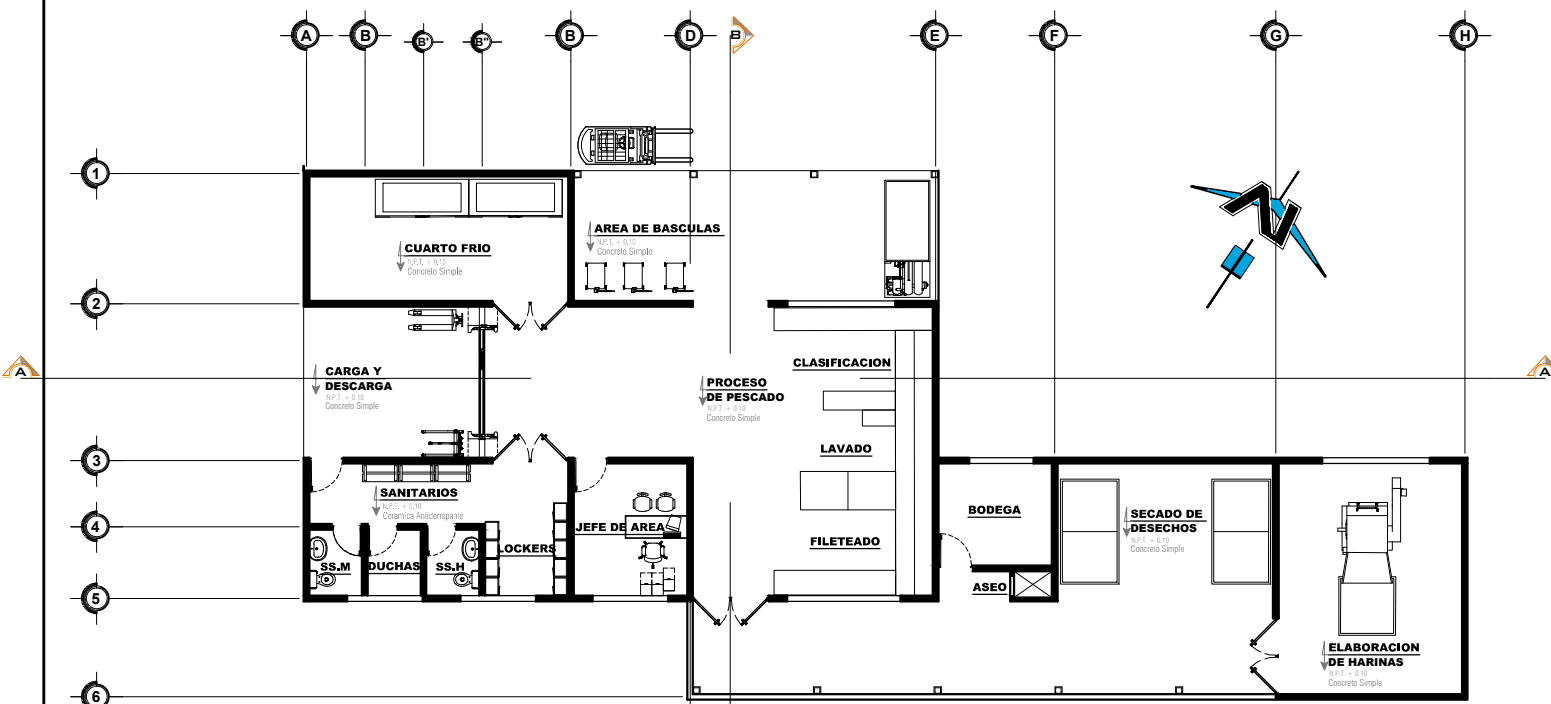 A B B' B" B D B E F G H
1
CUARTO FRIO
N.P.T. + 0.10
Concreto Simple
AREA DE BASCULAS
N.P.T. + 0.10
Concreto Simple
N
2
A
CARGA Y
DESCARGA
N.P.T. + 0.10
Concreto Simple
CLASIFICACION
PROCESO
DE PESCADO
N.P.T. + 0.10
Concreto Simple
A
LAVADO
3
SANITARIOS
N.P.T. + 0.10
Ceramica Antiderrapante
4
JEFE DE AREA
BODEGA
SECADO DE
DESECHOS
N.P.T. + 0.10
Concreto Simple
FILETEADO
SS.M
DUCHAS
SS.H
LOCKERS
5
ASEO
ELABORACION
DE HARINAS
N.P.T. + 0.10
Concreto Simple
6